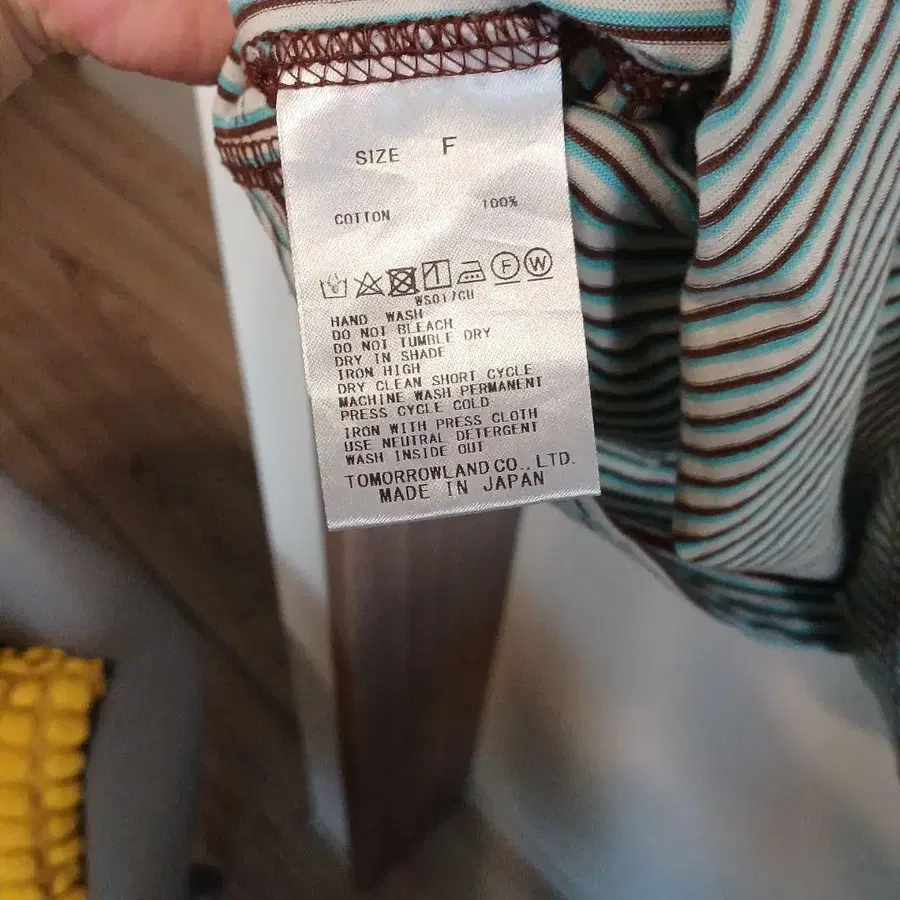 SIZE F
COTTON 100%
F W
WS017GU
HAND WASH
DO NOT BLEACH
DO NOT TUMBLE DRY
DRY IN SHADE
IRON HIGH
DRY CLEAN SHORT CYCLE
MACHINE WASH PERMANENT
PRESS CYCLE COLD
IRON WITH PRESS CLOTH
USE NEUTRAL DETERGENT
WASH INSIDE OUT
TOMORROWLAND CO., LTD.
MADE IN JAPAN